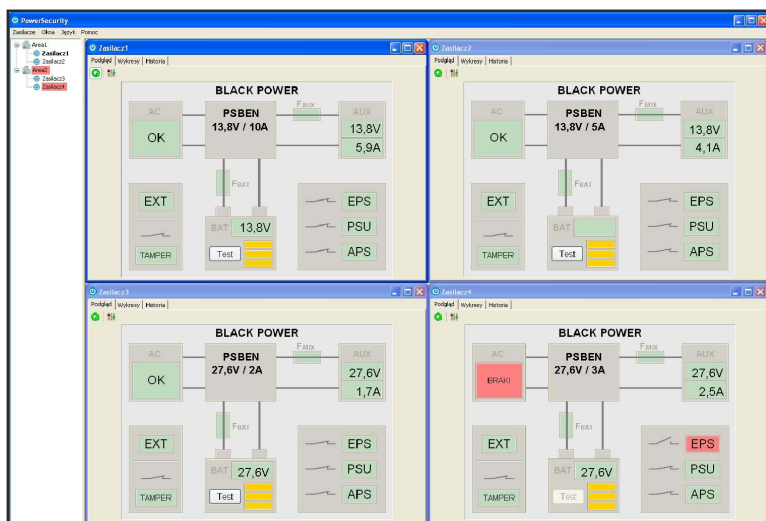 PowerSecurity
Zasilacze Okna Język Pomoc
Area1
Zasilacz1
Zasilacz2
Area2
Zasilacz3
Zasilacz4
Zasilacz1
Podgląd Wykresy Historia
BLACK POWER
AC
OK
PSBEN
13,8V / 10A
FAUX
AUX
13,8V
5,9A
FBAT
EXT
TAMPER
BAT 13,8V
Test
EPS
PSU
APS
Zasilacz2
Podgląd Wykresy Historia
BLACK POWER
AC
OK
PSBEN
13,8V / 5A
FAUX
AUX
13,8V
4,1A
FBAT
EXT
TAMPER
BAT
Test
EPS
PSU
APS
Zasilacz3
Podgląd Wykresy Historia
BLACK POWER
AC
OK
PSBEN
27,6V / 2A
FAUX
AUX
27,6V
1,7A
FBAT
EXT
TAMPER
BAT 27,6V
Test
EPS
PSU
APS
Zasilacz4
Podgląd Wykresy Historia
BLACK POWER
AC
BRAK!
PSBEN
27,6V / 3A
FAUX
AUX
27,6V
2,5A
FBAT
EXT
TAMPER
BAT 27,6V
Test
EPS
PSU
APS